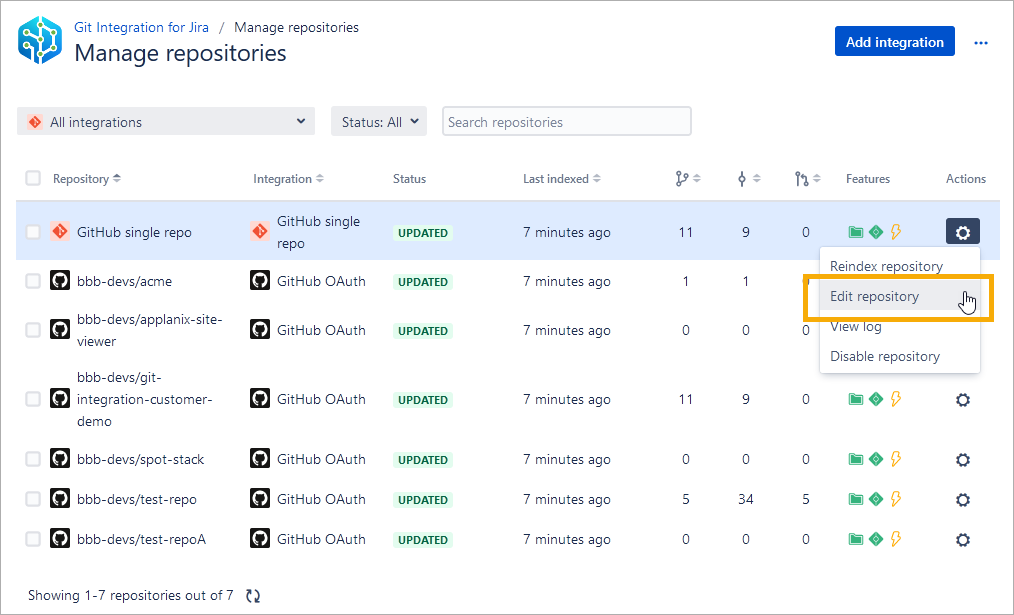 Git Integration for Jira / Manage repositories
Manage repositories
Add integration
All integrations
Status: All
Search repositories
Repository Integration Status Last indexed Features Actions
GitHub single repo GitHub single repo UPDATED 7 minutes ago 11 9 0
Reindex repository
bbb-devs/acme GitHub OAuth UPDATED 7 minutes ago 1 1
Edit repository
bbb-devs/applanix-site-viewer GitHub OAuth UPDATED 7 minutes ago 0 0 0
View log
Disable repository
bbb-devs/git-integration-customer-demo GitHub OAuth UPDATED 7 minutes ago 11 9 0
bbb-devs/spot-stack GitHub OAuth UPDATED 7 minutes ago 0 0 0
bbb-devs/test-repo GitHub OAuth UPDATED 7 minutes ago 5 34 5
bbb-devs/test-repoA GitHub OAuth UPDATED 7 minutes ago 0 0 0
Showing 1-7 repositories out of 7